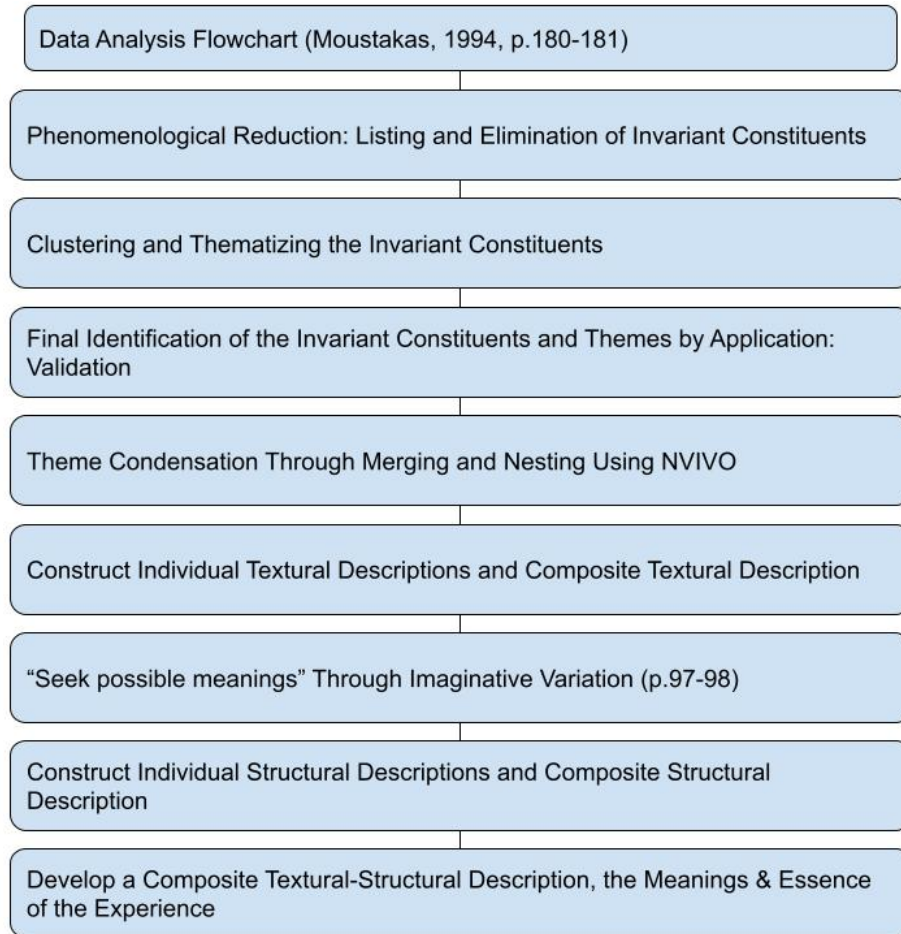 Data Analysis Flowchart (Moustakas, 1994, p.180-181)
Phenomenological Reduction: Listing and Elimination of Invariant Constituents
Clustering and Thematizing the Invariant Constituents
Final Identification of the Invariant Constituents and Themes by Application:
Validation
Theme Condensation Through Merging and Nesting Using NVIVO
Construct Individual Textural Descriptions and Composite Textural Description
“Seek possible meanings” Through Imaginative Variation (p.97-98)
Construct Individual Structural Descriptions and Composite Structural
Description
Develop a Composite Textural-Structural Description, the Meanings & Essence
of the Experience